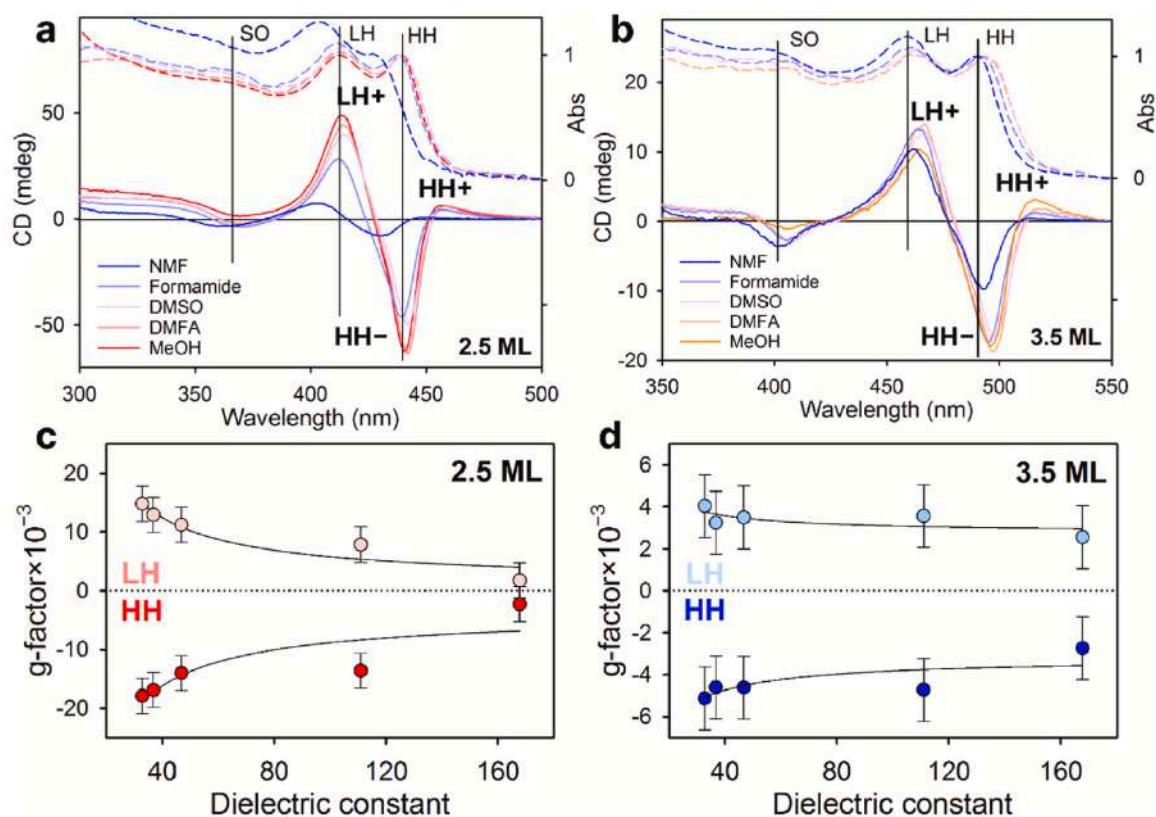 a
SO
LH
HH
50
0
-50
CD (mdeg)
LH+
HH+
HH−
1
0
Abs
NMF
Formamide
DMSO
DMFA
MeOH
2.5 ML
300
350
400
450
500
Wavelength (nm)
b
SO
LH
HH
20
10
0
-10
-20
CD (mdeg)
LH+
HH+
HH−
1
0
Abs
NMF
Formamide
DMSO
DMFA
MeOH
3.5 ML
350
400
450
500
550
Wavelength (nm)
c
2.5 ML
20
10
0
-10
-20
g-factor×10⁻³
LH
HH
40
80
120
160
Dielectric constant
d
3.5 ML
6
4
2
0
-2
-4
-6
g-factor×10⁻³
LH
HH
40
80
120
160
Dielectric constant